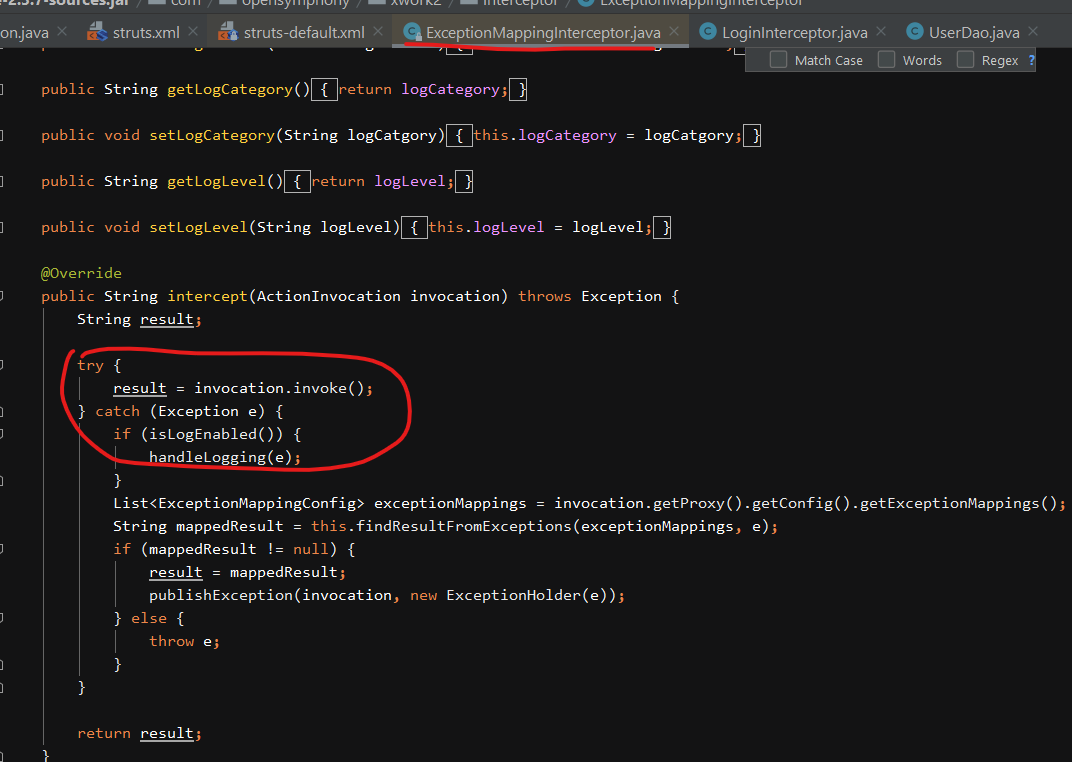 -2.5.7-sources.jar / com / opensymphony / xwork2 / interceptor / ExceptionMappingInterceptor
on.java struts.xml struts-default.xml ExceptionMappingInterceptor.java LoginInterceptor.java UserDao.java
Match Case Words Regex ?
public String getLogCategory() { return logCategory; }
public void setLogCategory(String logCatgory) { this.logCategory = logCatgory; }
public String getLogLevel() { return logLevel; }
public void setLogLevel(String logLevel) { this.logLevel = logLevel; }
@Override
public String intercept(ActionInvocation invocation) throws Exception {
String result;
try {
result = invocation.invoke();
} catch (Exception e) {
if (isLogEnabled()) {
handleLogging(e);
}
List<ExceptionMappingConfig> exceptionMappings = invocation.getProxy().getConfig().getExceptionMappings();
String mappedResult = this.findResultFromExceptions(exceptionMappings, e);
if (mappedResult != null) {
result = mappedResult;
publishException(invocation, new ExceptionHolder(e));
} else {
throw e;
}
}
return result;
}